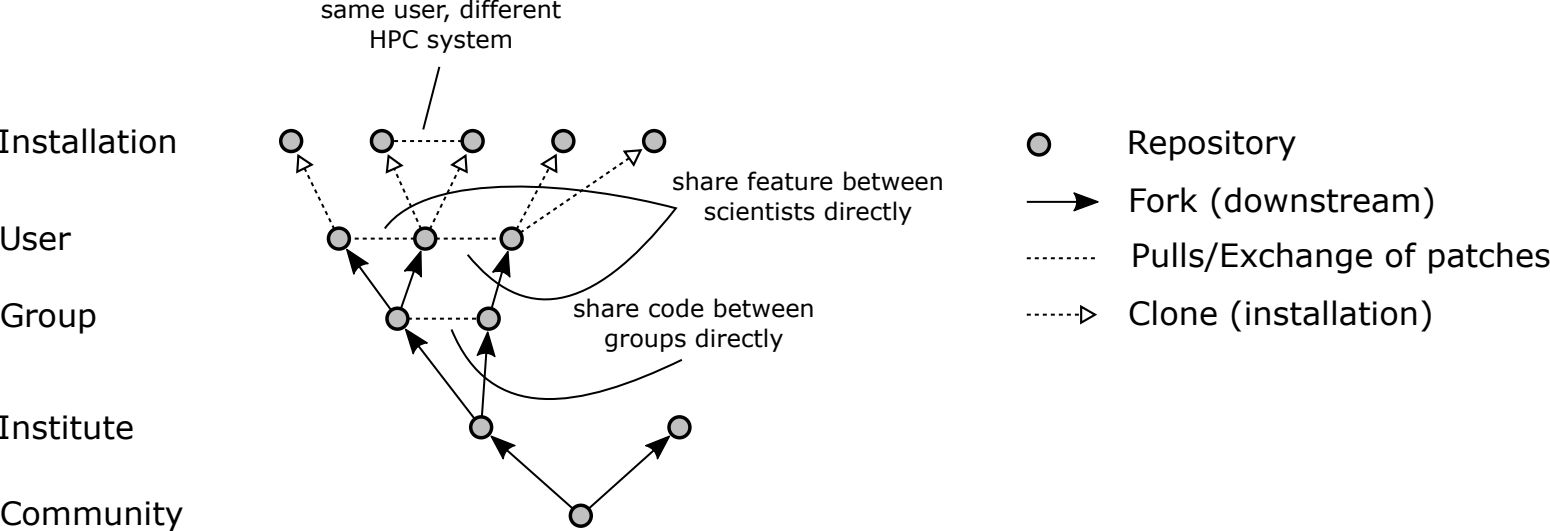 same user, different
HPC system
Installation
User
Group
Institute
Community
share feature between
scientists directly
share code between
groups directly
Repository
Fork (downstream)
Pulls/Exchange of patches
Clone (installation)